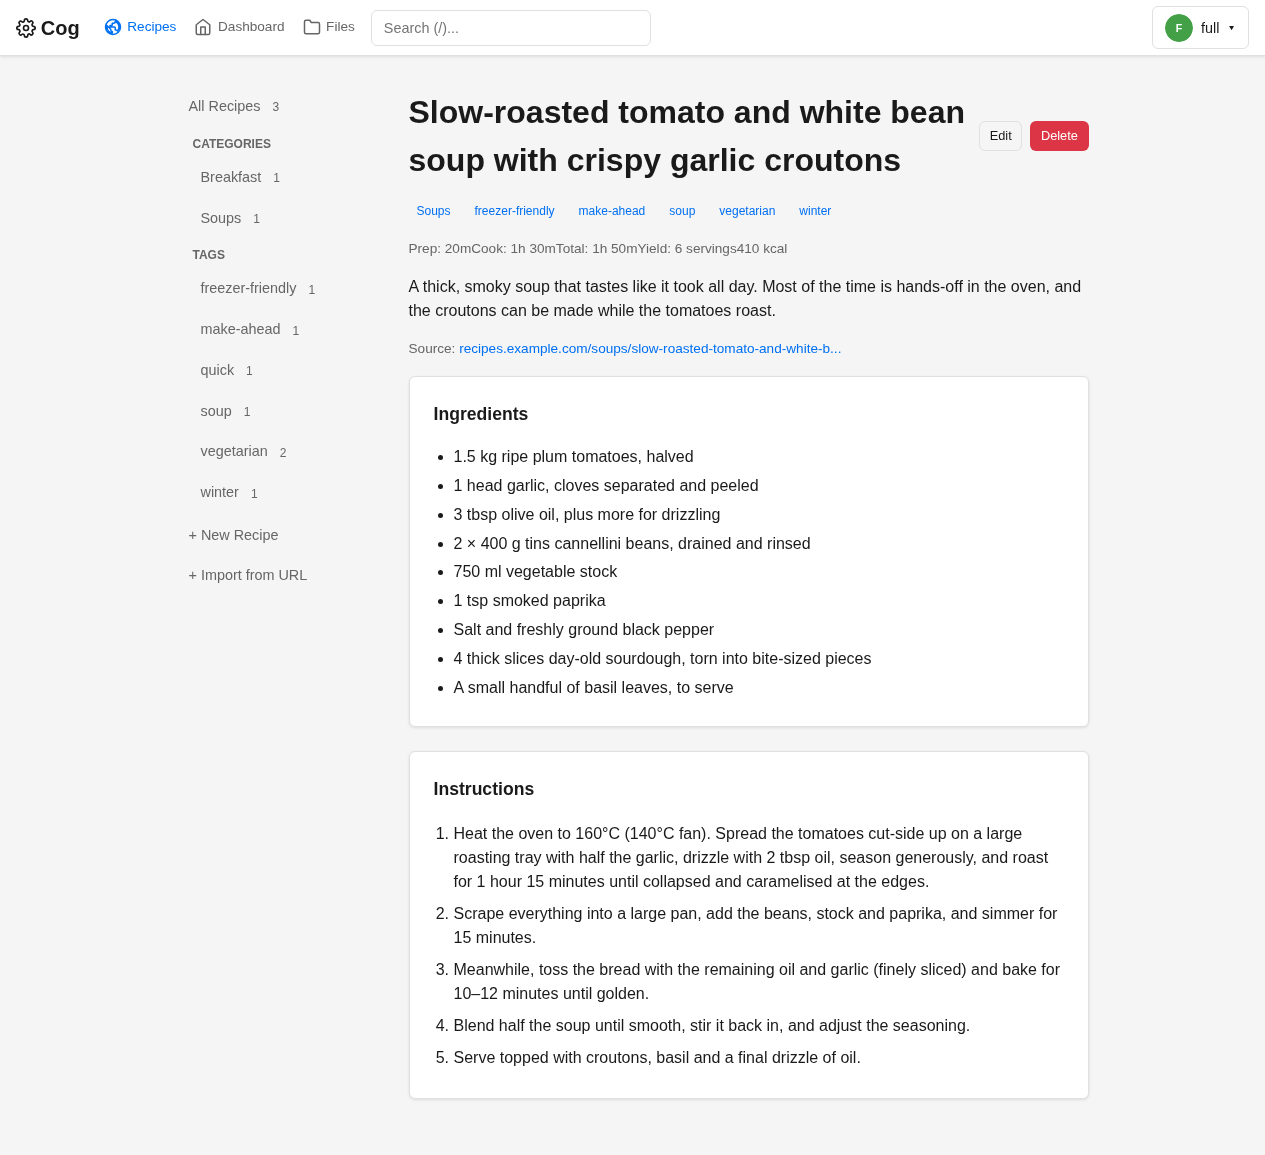 Cog Recipes Dashboard Files Search (/)... F full
All Recipes 3
CATEGORIES
Breakfast 1
Soups 1
TAGS
freezer-friendly 1
make-ahead 1
quick 1
soup 1
vegetarian 2
winter 1
+ New Recipe
+ Import from URL
Slow-roasted tomato and white bean
soup with crispy garlic croutons
Edit Delete
Soups freezer-friendly make-ahead soup vegetarian winter
Prep: 20mCook: 1h 30mTotal: 1h 50mYield: 6 servings410 kcal
A thick, smoky soup that tastes like it took all day. Most of the time is hands-off in the oven, and
the croutons can be made while the tomatoes roast.
Source: recipes.example.com/soups/slow-roasted-tomato-and-white-b...
Ingredients
• 1.5 kg ripe plum tomatoes, halved
• 1 head garlic, cloves separated and peeled
• 3 tbsp olive oil, plus more for drizzling
• 2 × 400 g tins cannellini beans, drained and rinsed
• 750 ml vegetable stock
• 1 tsp smoked paprika
• Salt and freshly ground black pepper
• 4 thick slices day-old sourdough, torn into bite-sized pieces
• A small handful of basil leaves, to serve
Instructions
1. Heat the oven to 160°C (140°C fan). Spread the tomatoes cut-side up on a large
roasting tray with half the garlic, drizzle with 2 tbsp oil, season generously, and roast
for 1 hour 15 minutes until collapsed and caramelised at the edges.
2. Scrape everything into a large pan, add the beans, stock and paprika, and simmer for
15 minutes.
3. Meanwhile, toss the bread with the remaining oil and garlic (finely sliced) and bake for
10–12 minutes until golden.
4. Blend half the soup until smooth, stir it back in, and adjust the seasoning.
5. Serve topped with croutons, basil and a final drizzle of oil.